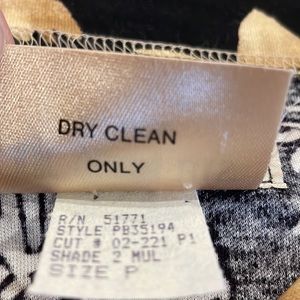 DRY CLEAN
ONLY
R/N 51771
STYLE PB35194
CUT # 02-221 P1
SHADE 2 MUL
SIZE P